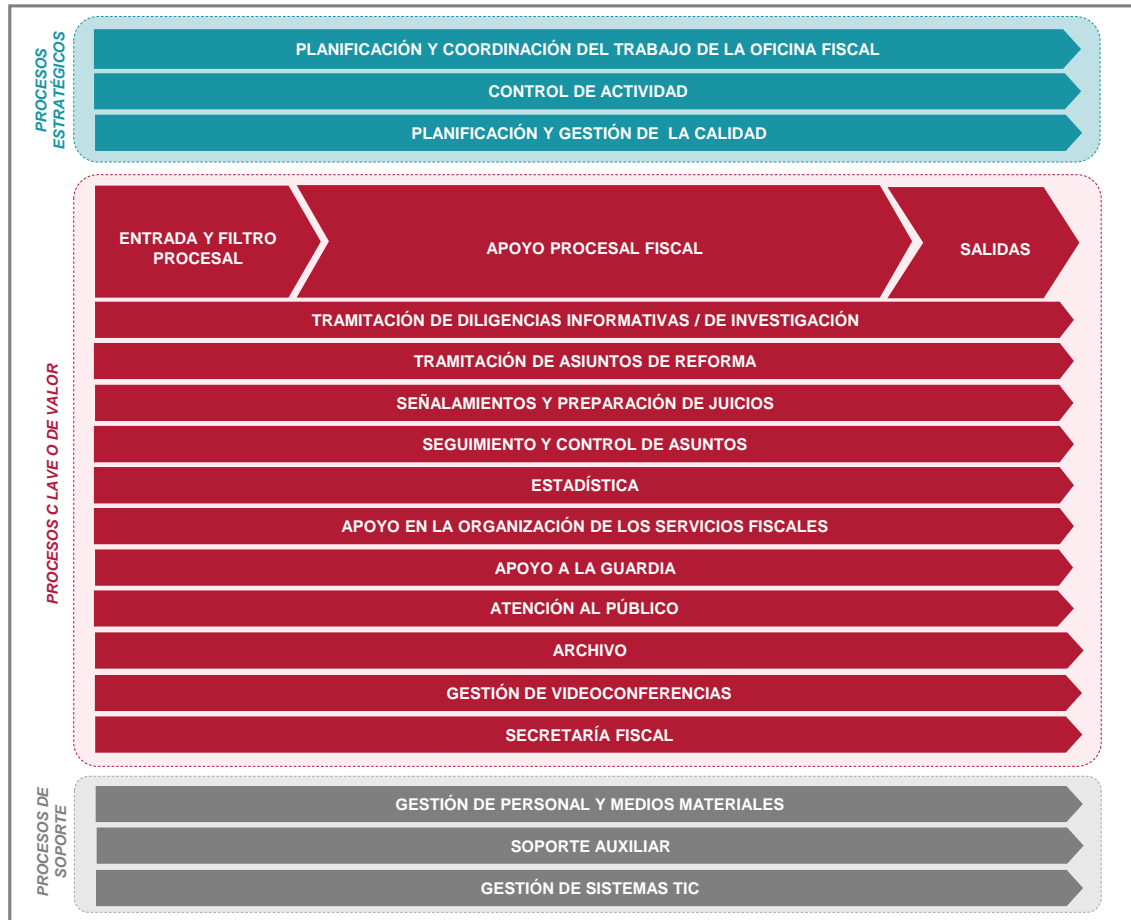 PROCESOS
ESTRATÉGICOS
PLANIFICACIÓN Y COORDINACIÓN DEL TRABAJO DE LA OFICINA FISCAL
CONTROL DE ACTIVIDAD
PLANIFICACIÓN Y GESTIÓN DE LA CALIDAD
PROCESOS C LAVE O DE VALOR
ENTRADA Y FILTRO
PROCESAL
APOYO PROCESAL FISCAL
SALIDAS
TRAMITACIÓN DE DILIGENCIAS INFORMATIVAS / DE INVESTIGACIÓN
TRAMITACIÓN DE ASIUNTOS DE REFORMA
SEÑALAMIENTOS Y PREPARACIÓN DE JUICIOS
SEGUIMIENTO Y CONTROL DE ASUNTOS
ESTADÍSTICA
APOYO EN LA ORGANIZACIÓN DE LOS SERVICIOS FISCALES
APOYO A LA GUARDIA
ATENCIÓN AL PÚBLICO
ARCHIVO
GESTIÓN DE VIDEOCONFERENCIAS
SECRETARÍA FISCAL
PROCESOS DE
SOPORTE
GESTIÓN DE PERSONAL Y MEDIOS MATERIALES
SOPORTE AUXILIAR
GESTIÓN DE SISTEMAS TIC